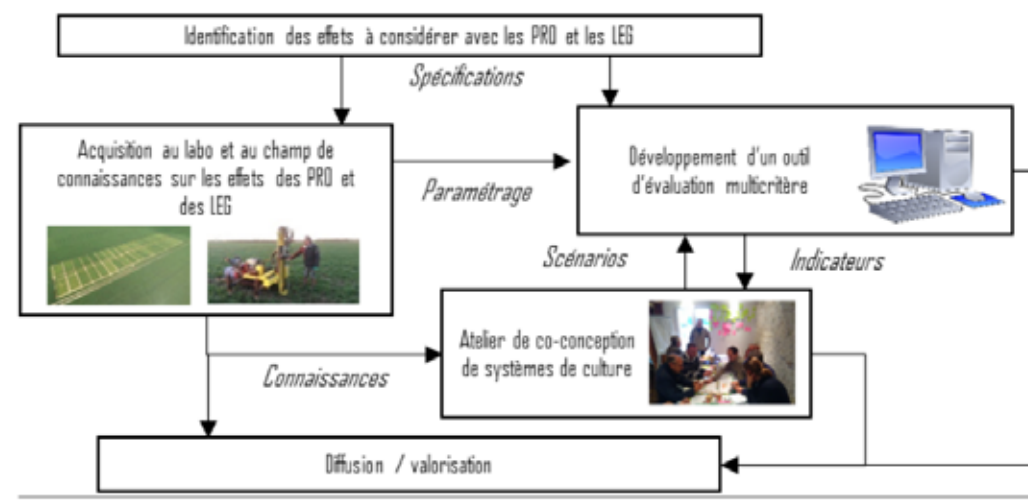 Identification des effets à considérer avec les PRO et les LEG
Spécifications
Acquisition au labo et au champ de
connaissances sur les effets des PRO et
des LEG
Paramétrage
Développement d'un outil
d'évaluation multicritère
Scénarios
Indicateurs
Atelier de co-conception
de systèmes de culture
Connaissances
Diffusion / valorisation